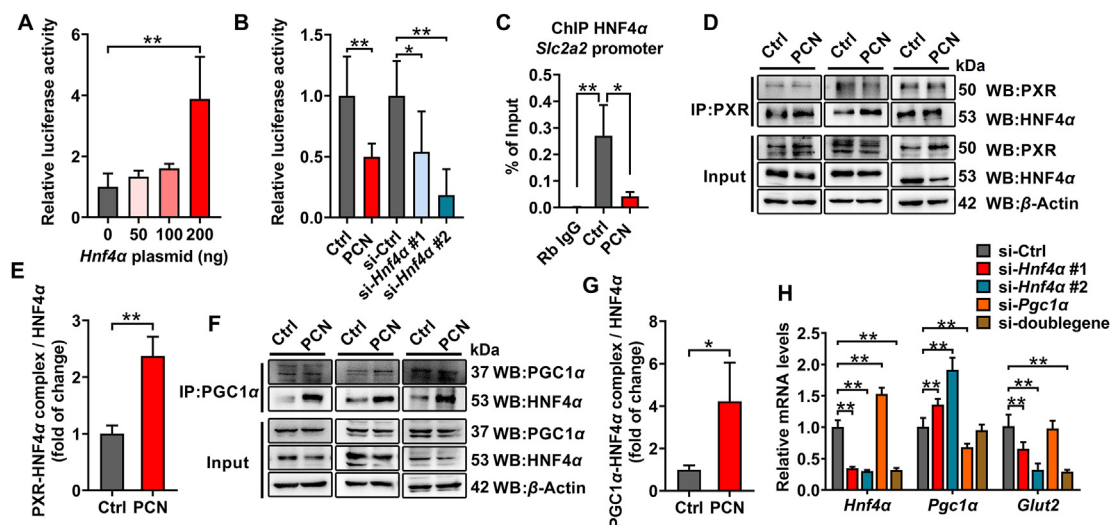 A
Relative luciferase activity
6
4
2
0
**
0 50 100 200
Hnf4α plasmid (ng)
B
Relative luciferase activity
1.5
1.0
0.5
0.0
**
**
*
Ctrl
PCN
si-Ctrl
si-Hnf4α #1
si-Hnf4α #2
C
ChIP HNF4α
Slc2a2 promoter
% of Input
0.5
0.4
0.3
0.2
0.1
0.0
** *
Rb IgG
Ctrl
PCN
D
Ctrl PCN Ctrl PCN Ctrl PCN
kDa
IP:PXR
50 WB:PXR
53 WB:HNF4α
Input
50 WB:PXR
53 WB:HNF4α
42 WB:β-Actin
E
PXR-HNF4α complex / HNF4α
(fold of change)
3
2
1
0
**
Ctrl PCN
F
Ctrl PCN Ctrl PCN Ctrl PCN
kDa
IP:PGC1α
37 WB:PGC1α
53 WB:HNF4α
Input
37 WB:PGC1α
53 WB:HNF4α
42 WB:β-Actin
G
PGC1α-HNF4α complex / HNF4α
(fold of change)
8
6
4
2
0
*
Ctrl PCN
H
si-Ctrl
si-Hnf4α #1
si-Hnf4α #2
si-Pgc1α
si-doublegene
Relative mRNA levels
2.5
2.0
1.5
1.0
0.5
0.0
**
**
**
**
**
**
**
**
**
**
Hnf4α Pgc1α Glut2